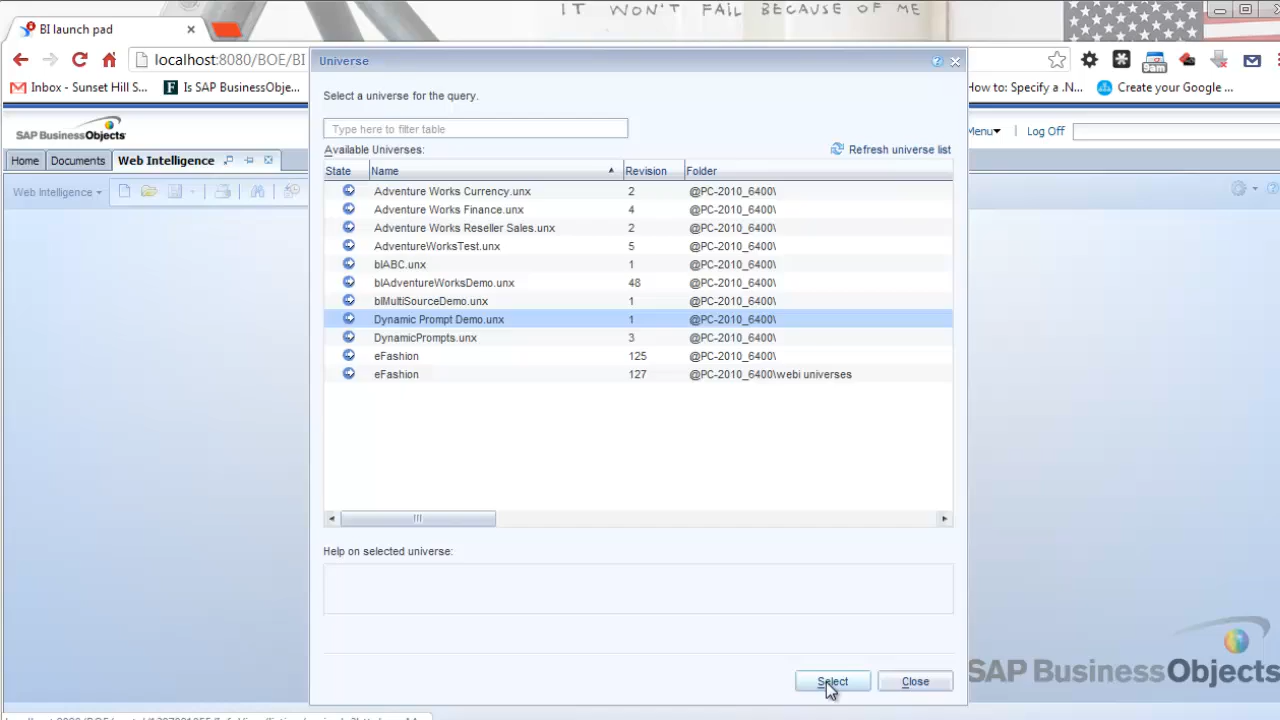 IT WON'T FAIL BECAUSE OF ME
BI launch pad
localhost:8080/BOE/BI
Sam
Inbox - Sunset Hill S...
Is SAP BusinessObje...
How to: Specify a .N...
Create your Google ...
SAP BusinessObjects
Menu
Log Off
Home
Documents
Web Intelligence
Web Intelligence
Universe
Select a universe for the query.
Type here to filter table
Available Universes:
Refresh universe list
State Name Revision Folder
Adventure Works Currency.unx 2 @PC-2010_6400\
Adventure Works Finance.unx 4 @PC-2010_6400\
Adventure Works Reseller Sales.unx 2 @PC-2010_6400\
AdventureWorksTest.unx 5 @PC-2010_6400\
blABC.unx 1 @PC-2010_6400\
blAdventureWorksDemo.unx 48 @PC-2010_6400\
blMultiSourceDemo.unx 1 @PC-2010_6400\
Dynamic Prompt Demo.unx 1 @PC-2010_6400\
DynamicPrompts.unx 3 @PC-2010_6400\
eFashion 125 @PC-2010_6400\
eFashion 127 @PC-2010_6400\webi universes
Help on selected universe:
Select
Close
SAP BusinessObjects